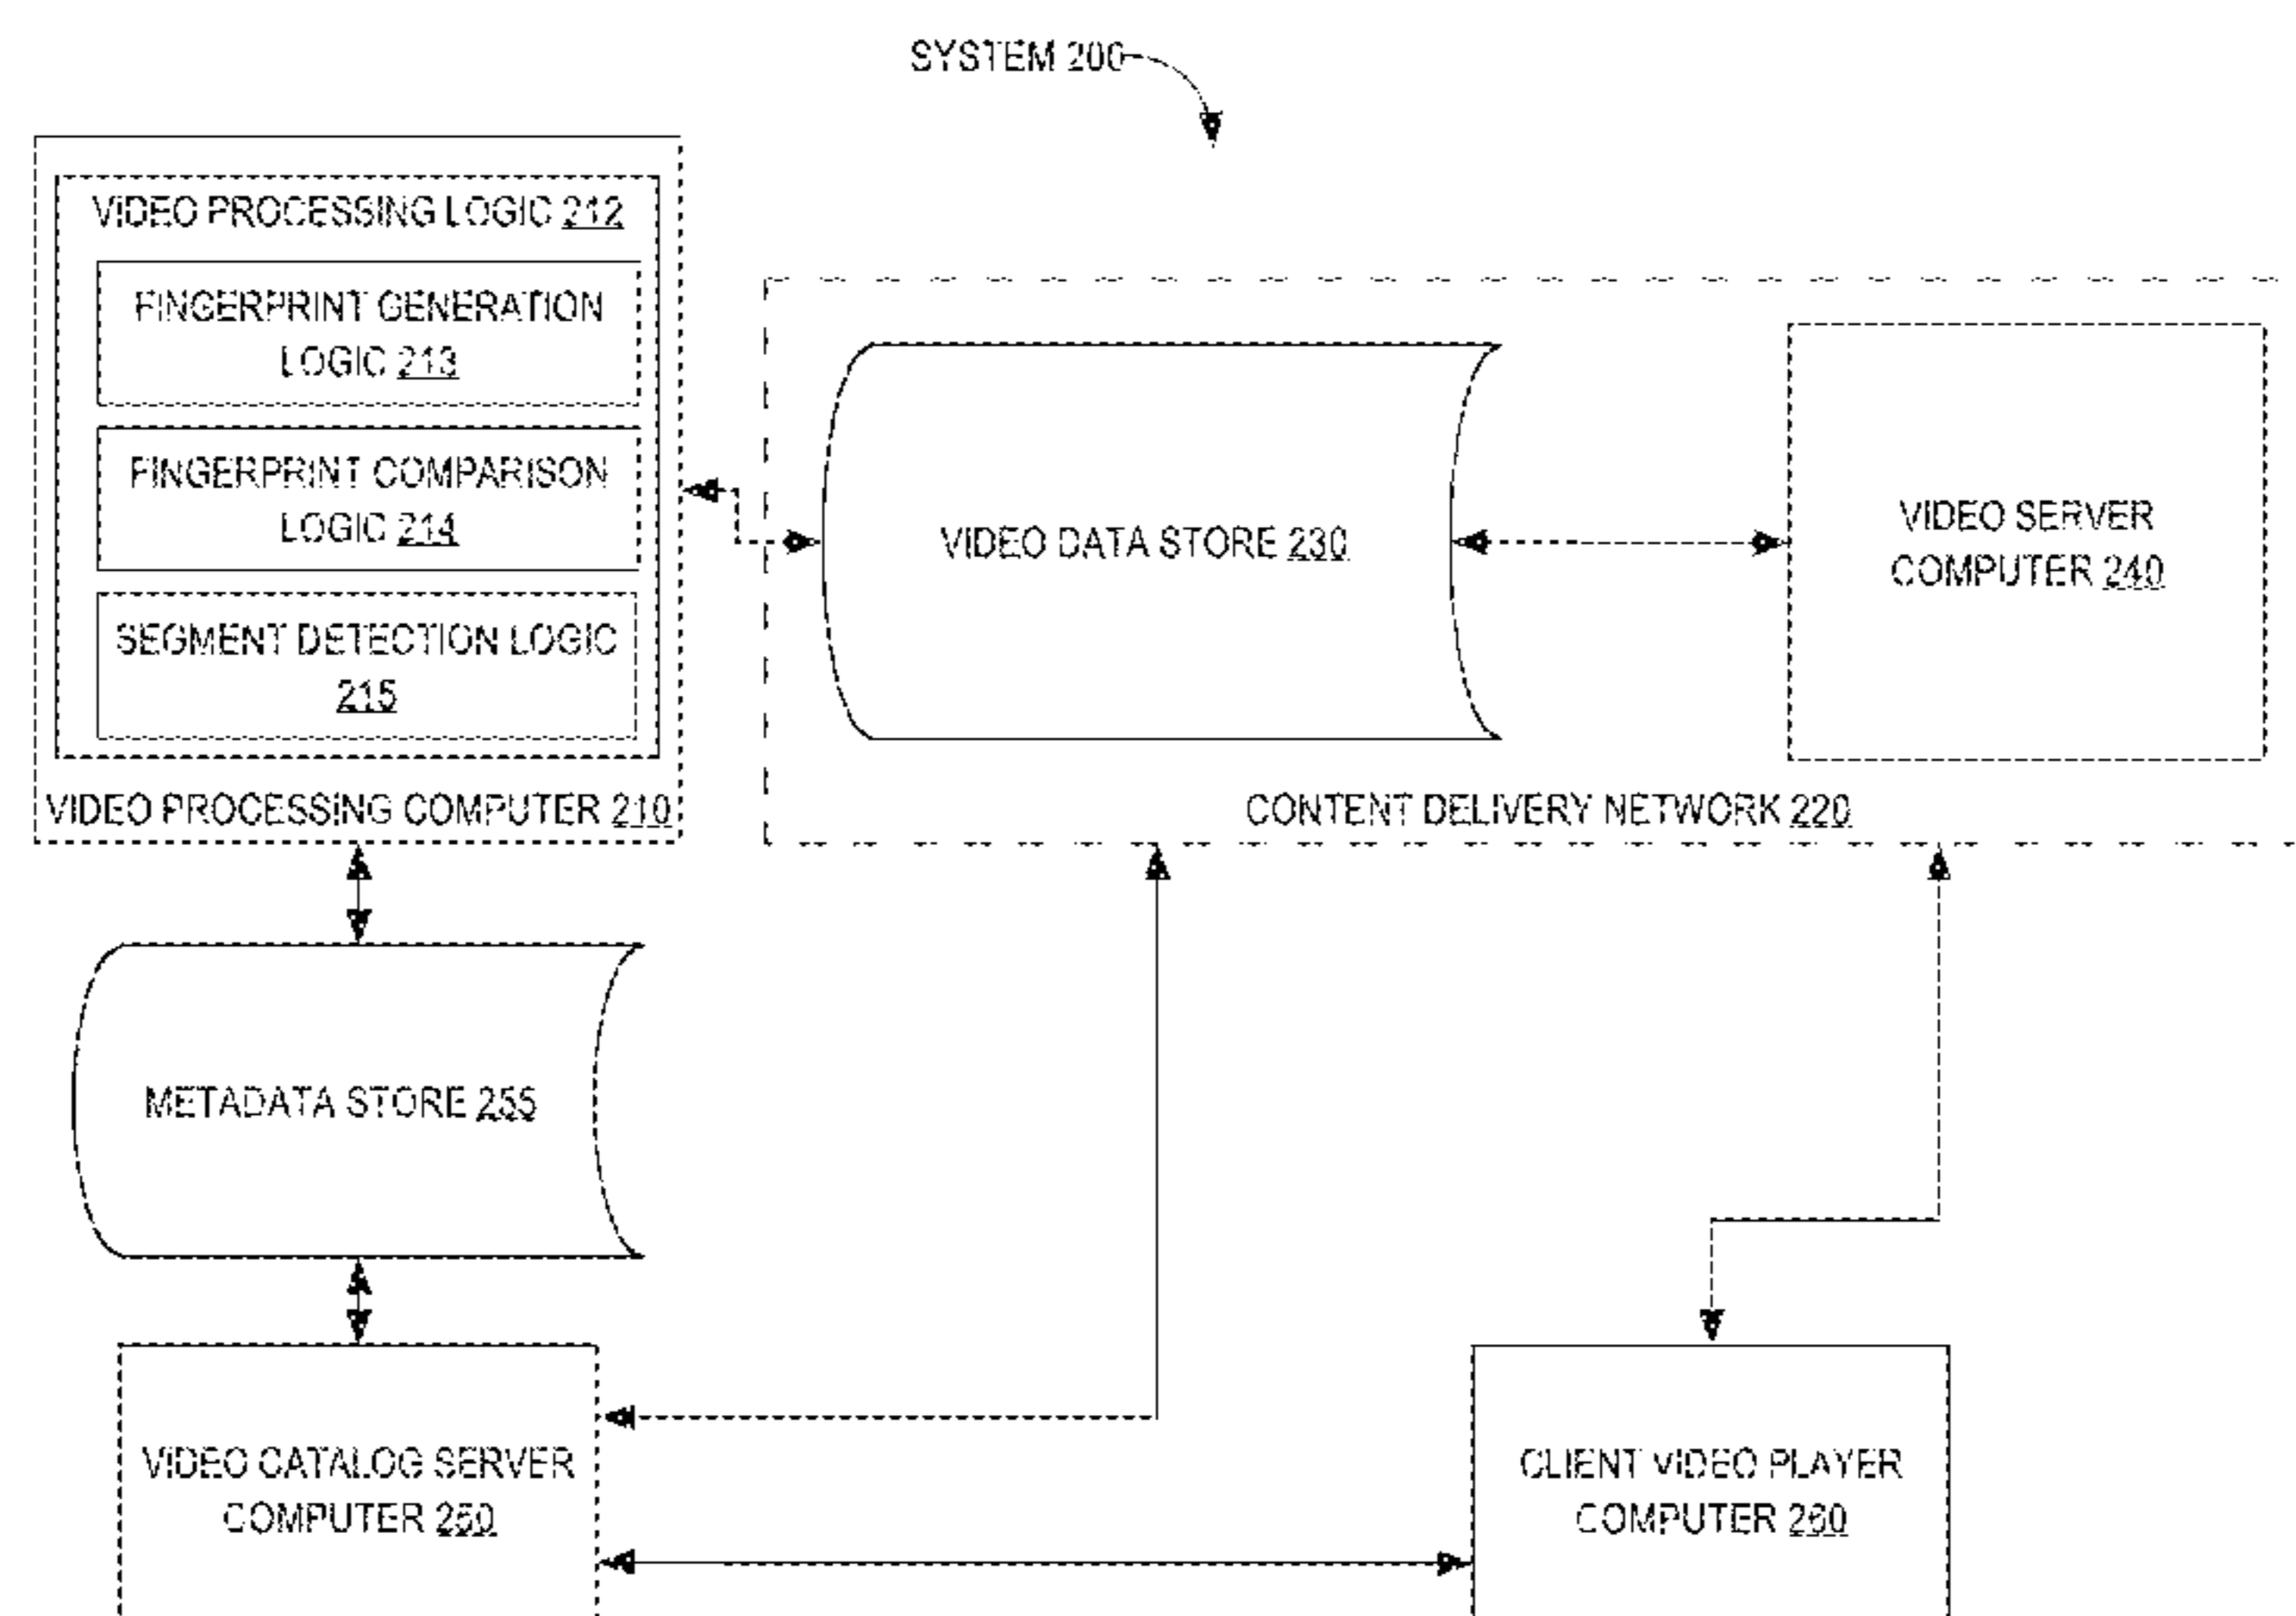 SYSTEM 200
VIDEO PROCESSING LOGIC 212
FINGERPRINT GENERATION
LOGIC 213
FINGERPRINT COMPARISON
LOGIC 214
SEGMENT DETECTION LOGIC
215
VIDEO PROCESSING COMPUTER 210
VIDEO DATA STORE 230
VIDEO SERVER
COMPUTER 240
CONTENT DELIVERY NETWORK 220
METADATA STORE 255
VIDEO CATALOG SERVER
COMPUTER 250
CLIENT VIDEO PLAYER
COMPUTER 260